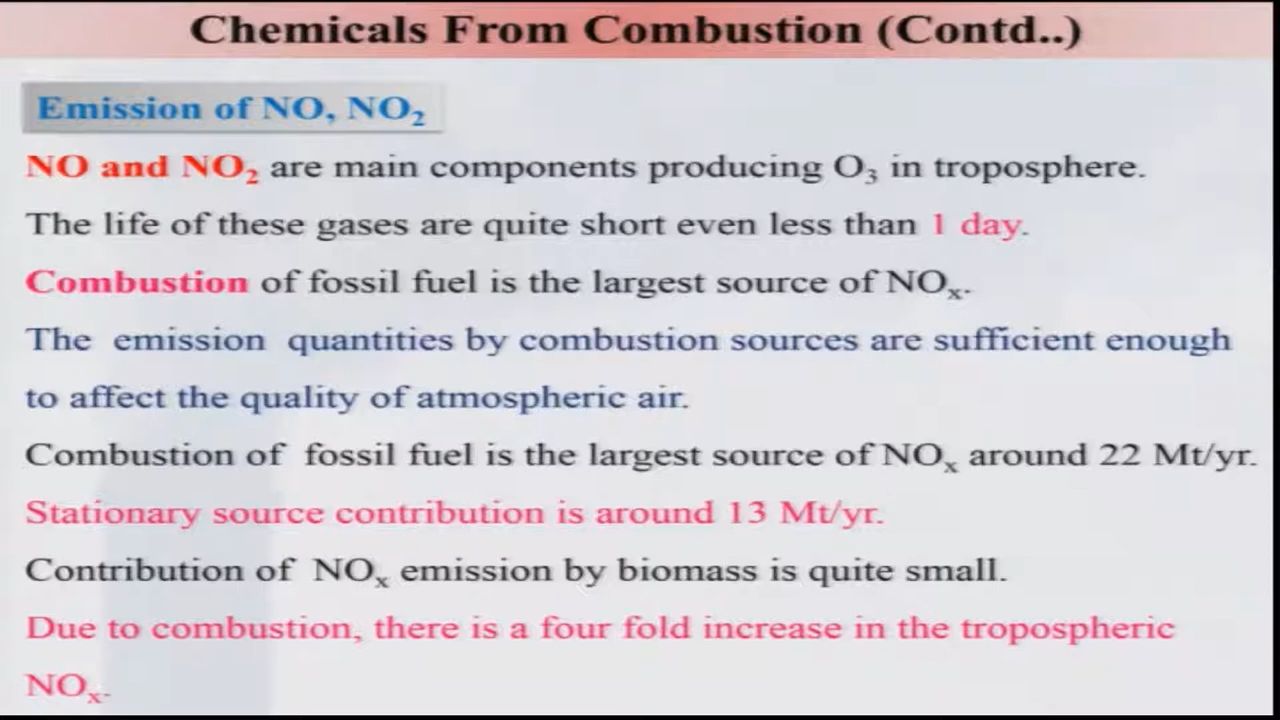 Chemicals From Combustion (Contd..)
Emission of NO, NO₂
NO and NO₂ are main components producing O₃ in troposphere.
The life of these gases are quite short even less than 1 day.
Combustion of fossil fuel is the largest source of NOₓ.
The emission quantities by combustion sources are sufficient enough
to affect the quality of atmospheric air.
Combustion of fossil fuel is the largest source of NOₓ around 22 Mt/yr.
Stationary source contribution is around 13 Mt/yr.
Contribution of NOₓ emission by biomass is quite small.
Due to combustion, there is a four fold increase in the tropospheric
NOₓ.